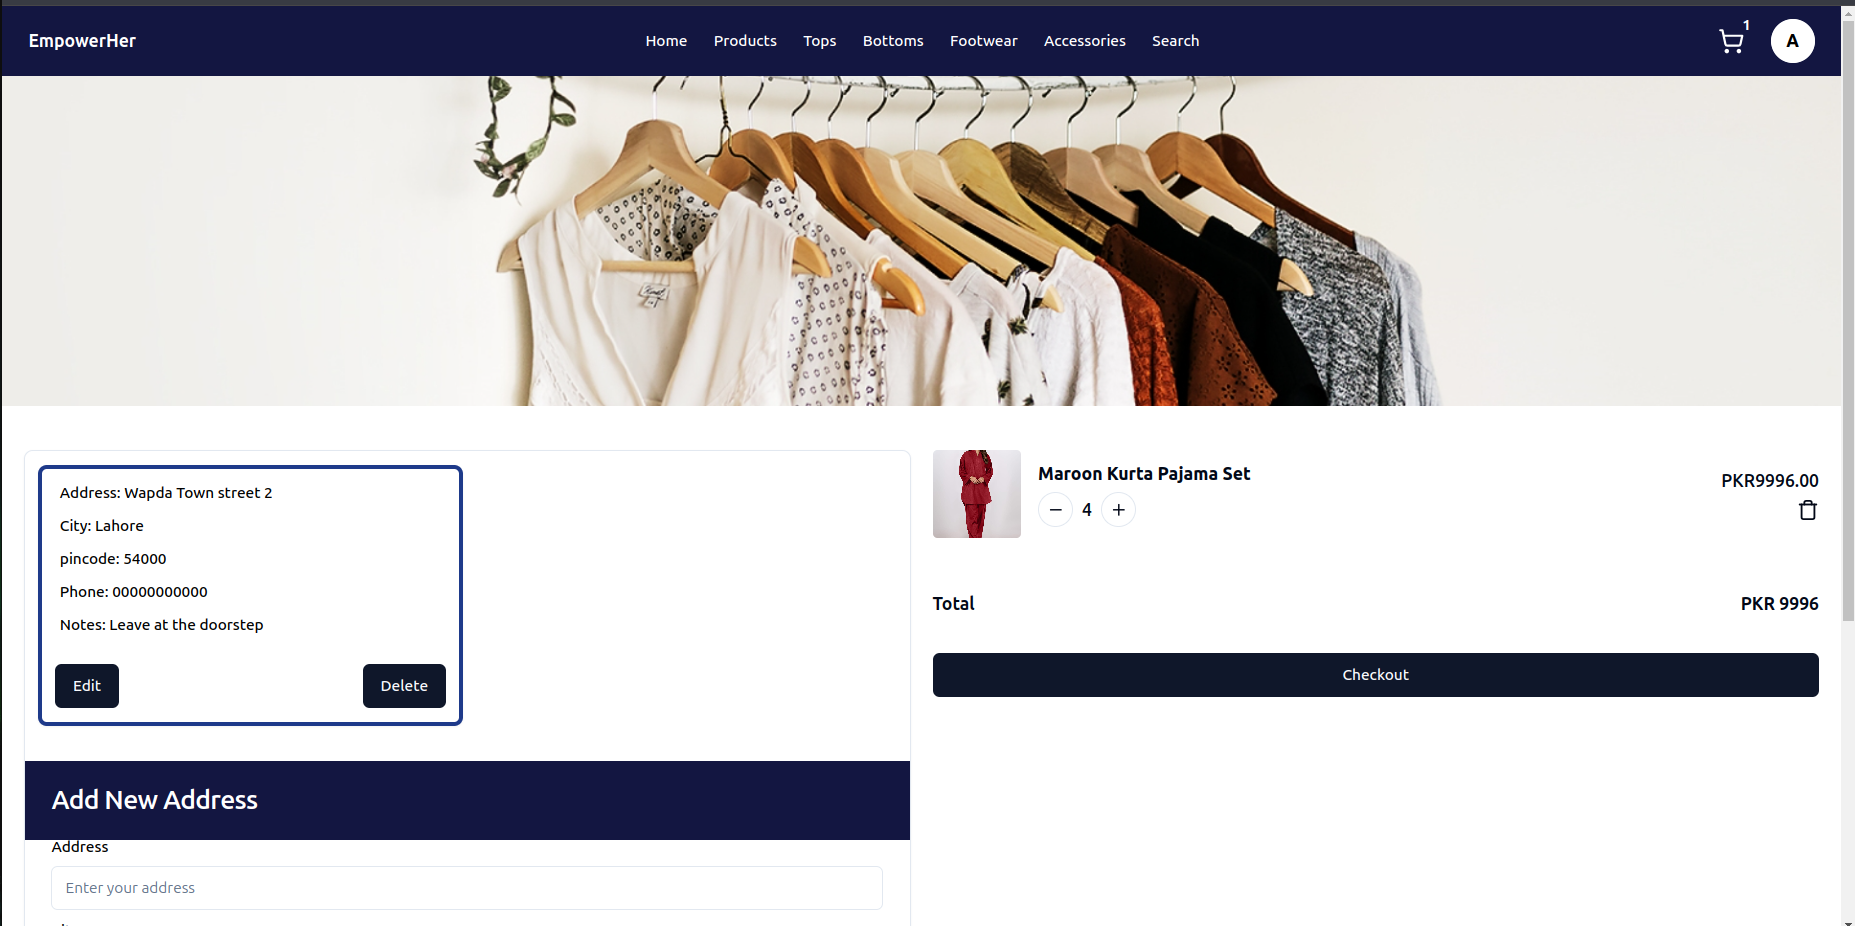 EmpowerHer
Home Products Tops Bottoms Footwear Accessories Search
1
A
Address: Wapda Town street 2
City: Lahore
pincode: 54000
Phone: 00000000000
Notes: Leave at the doorstep
Edit Delete
Add New Address
Address
Enter your address
Maroon Kurta Pajama Set
PKR9996.00
4
Total PKR 9996
Checkout